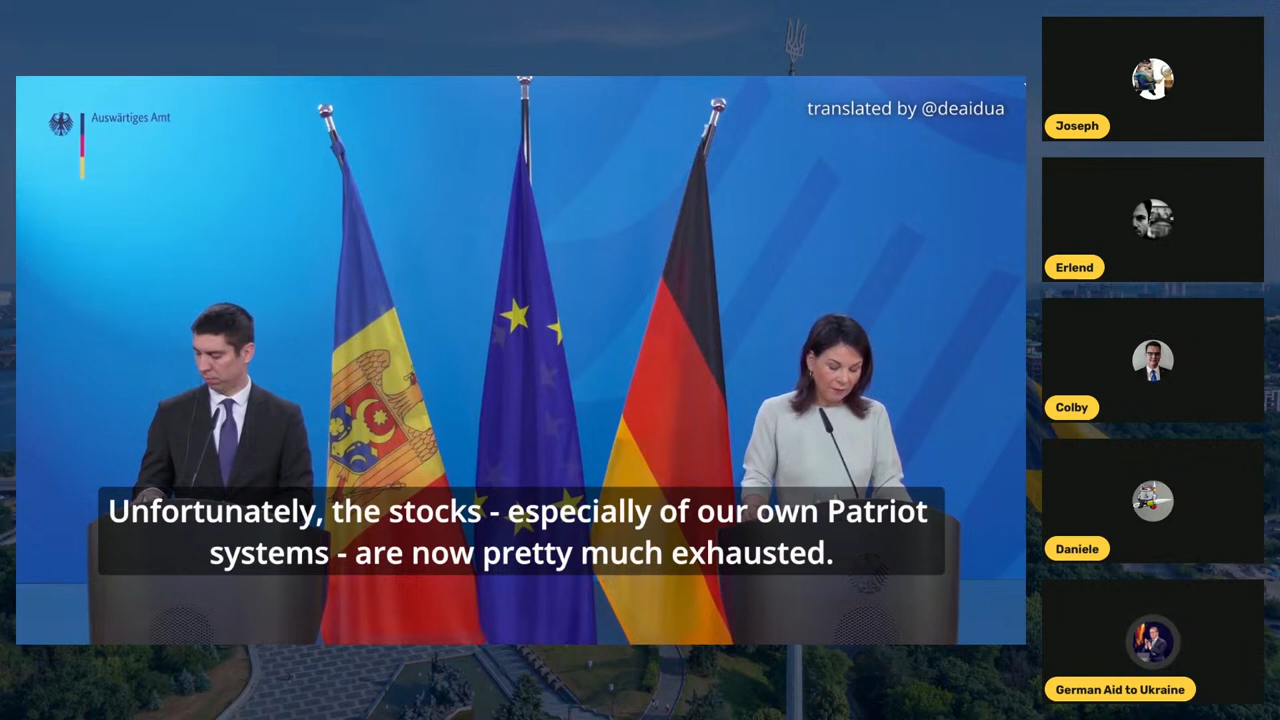 Auswärtiges Amt
translated by @deaidua
Unfortunately, the stocks - especially of our own Patriot
systems - are now pretty much exhausted.
Joseph
Erlend
Colby
Daniele
German Aid to Ukraine